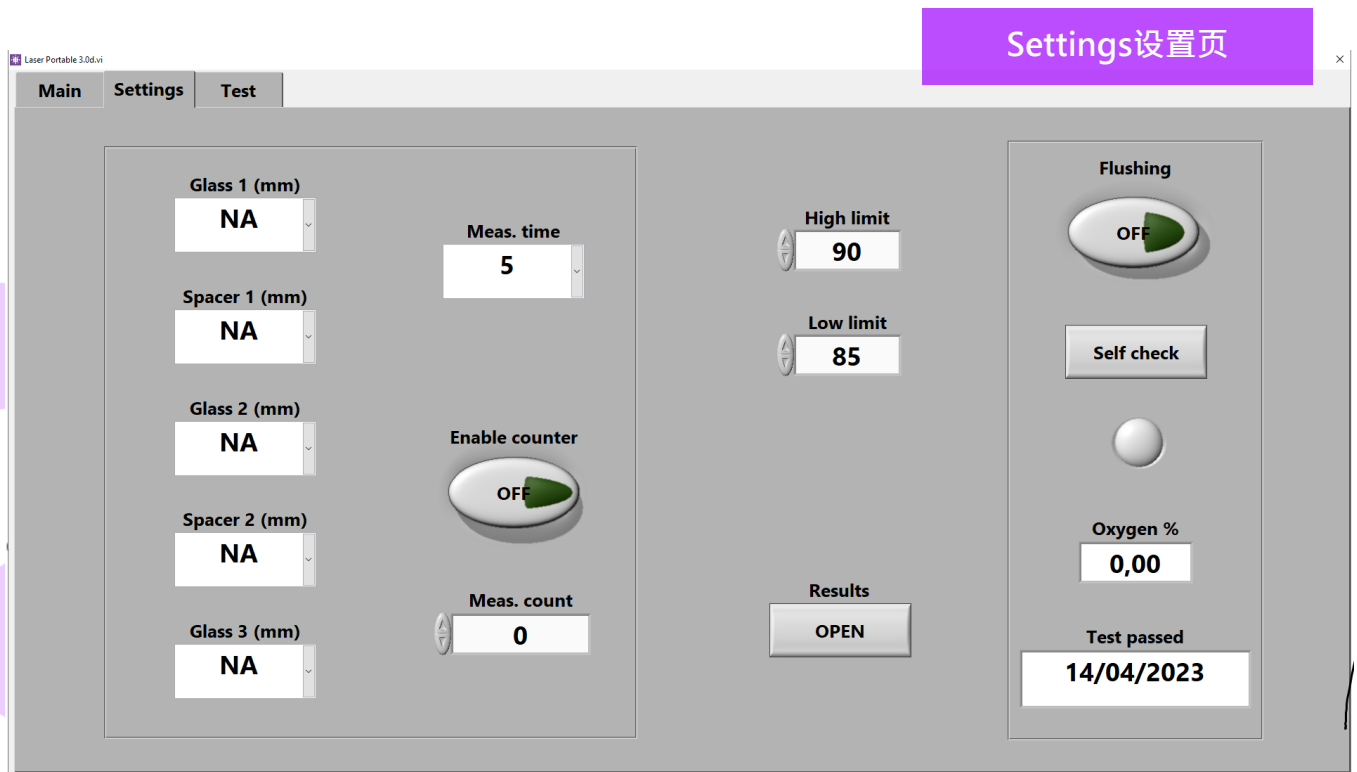 Settings设置页
Laser Portable 3.0d.vi
Main
Settings
Test
Glass 1 (mm)
NA
Spacer 1 (mm)
NA
Glass 2 (mm)
NA
Spacer 2 (mm)
NA
Glass 3 (mm)
NA
Meas. time
5
Enable counter
OFF
Meas. count
0
High limit
90
Low limit
85
Results
OPEN
Flushing
OFF
Self check
Oxygen %
0,00
Test passed
14/04/2023